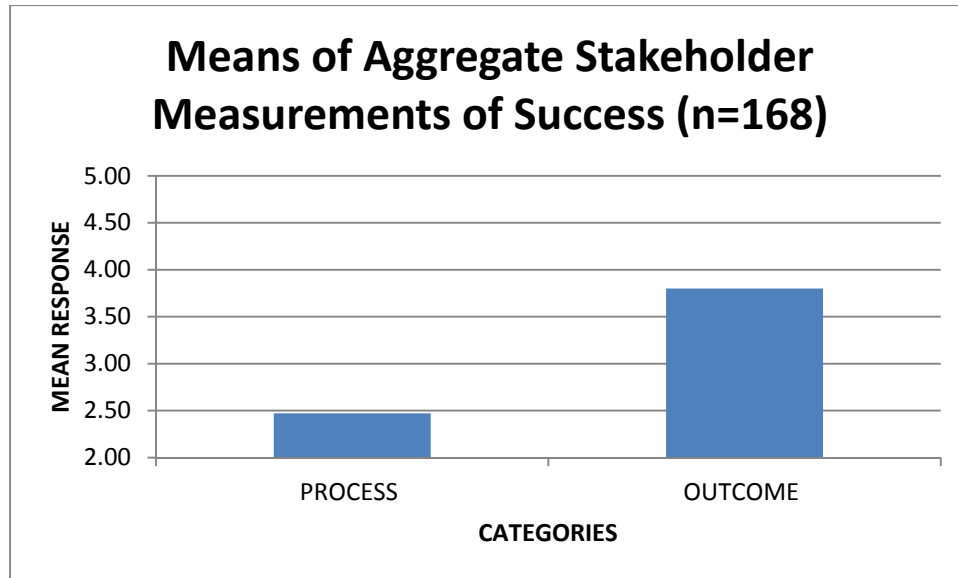 Means of Aggregate Stakeholder
Measurements of Success (n=168)
5.00
4.50
4.00
3.50
3.00
2.50
2.00
MEAN RESPONSE
PROCESS
OUTCOME
CATEGORIES